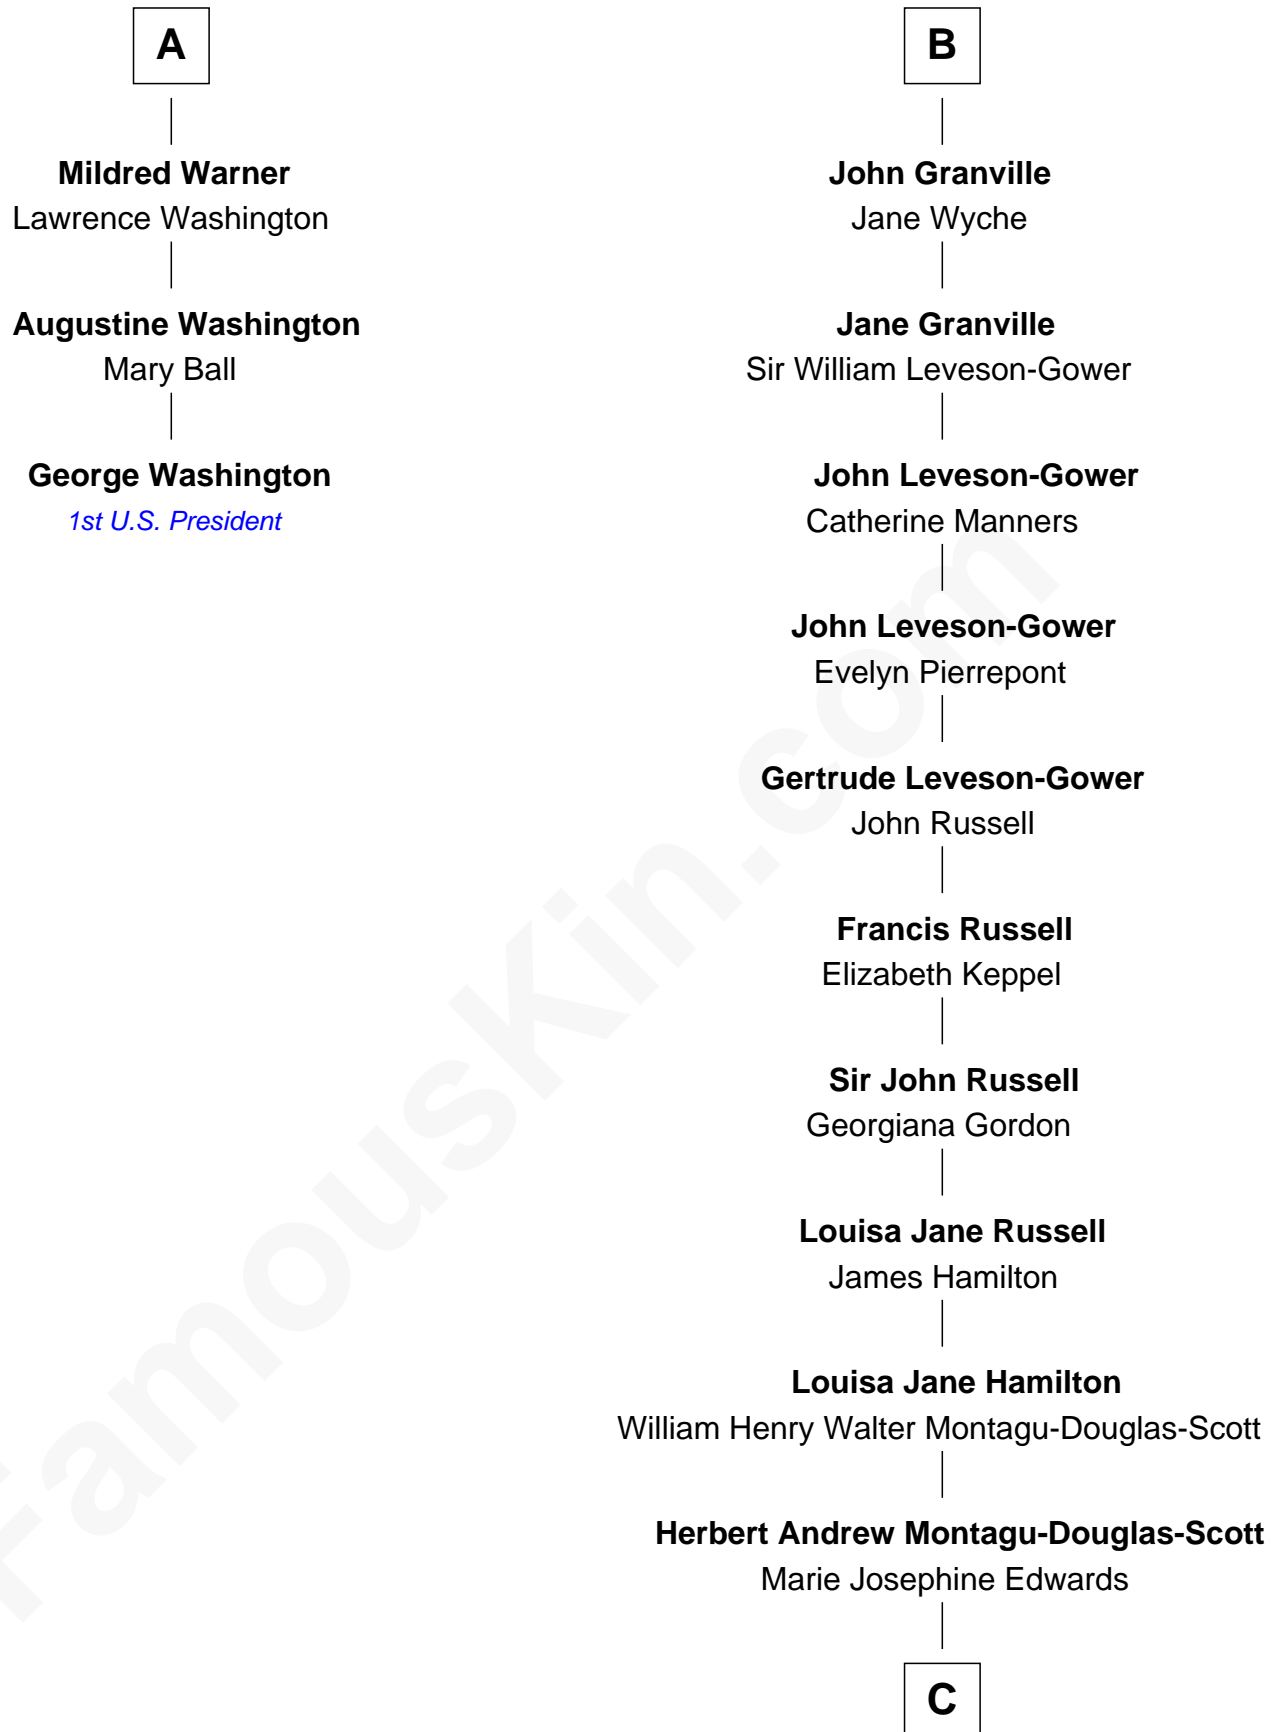 A
Mildred Warner
Lawrence Washington
Augustine Washington
Mary Ball
George Washington
1st U.S. President
B
John Granville
Jane Wyche
Jane Granville
Sir William Leveson-Gower
John Leveson-Gower
Catherine Manners
John Leveson-Gower
Evelyn Pierrepont
Gertrude Leveson-Gower
John Russell
Francis Russell
Elizabeth Keppel
Sir John Russell
Georgiana Gordon
Louisa Jane Russell
James Hamilton
Louisa Jane Hamilton
William Henry Walter Montagu-Douglas-Scott
Herbert Andrew Montagu-Douglas-Scott
Marie Josephine Edwards
C
FamousKin.com